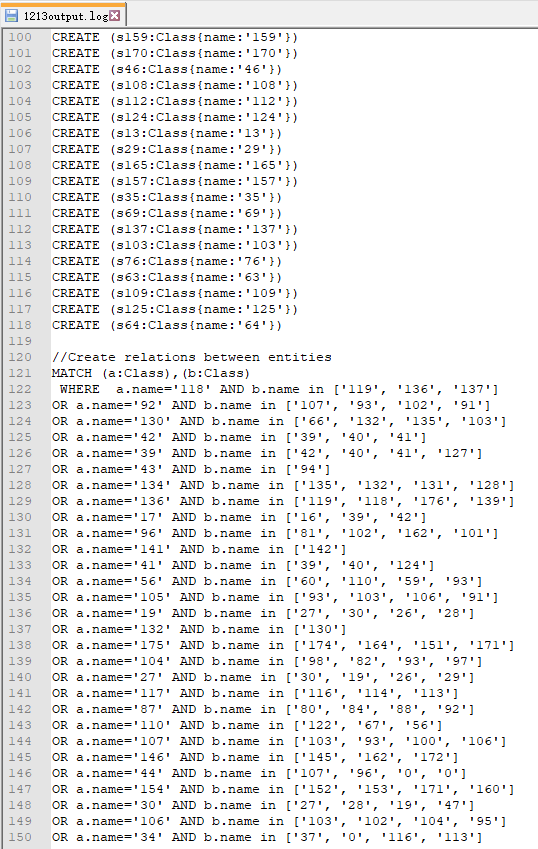 1213output.log
100 CREATE (s159:Class{name:'159'})
101 CREATE (s170:Class{name:'170'})
102 CREATE (s46:Class{name:'46'})
103 CREATE (s108:Class{name:'108'})
104 CREATE (s112:Class{name:'112'})
105 CREATE (s124:Class{name:'124'})
106 CREATE (s13:Class{name:'13'})
107 CREATE (s29:Class{name:'29'})
108 CREATE (s165:Class{name:'165'})
109 CREATE (s157:Class{name:'157'})
110 CREATE (s35:Class{name:'35'})
111 CREATE (s69:Class{name:'69'})
112 CREATE (s137:Class{name:'137'})
113 CREATE (s103:Class{name:'103'})
114 CREATE (s76:Class{name:'76'})
115 CREATE (s63:Class{name:'63'})
116 CREATE (s109:Class{name:'109'})
117 CREATE (s125:Class{name:'125'})
118 CREATE (s64:Class{name:'64'})
119
120 //Create relations between entities
121 MATCH (a:Class),(b:Class)
122  WHERE  a.name='118' AND b.name in ['119', '136', '137']
123 OR a.name='92' AND b.name in ['107', '93', '102', '91']
124 OR a.name='130' AND b.name in ['66', '132', '135', '103']
125 OR a.name='42' AND b.name in ['39', '40', '41']
126 OR a.name='39' AND b.name in ['42', '40', '41', '127']
127 OR a.name='43' AND b.name in ['94']
128 OR a.name='134' AND b.name in ['135', '132', '131', '128']
129 OR a.name='136' AND b.name in ['119', '118', '176', '139']
130 OR a.name='17' AND b.name in ['16', '39', '42']
131 OR a.name='96' AND b.name in ['81', '102', '162', '101']
132 OR a.name='141' AND b.name in ['142']
133 OR a.name='41' AND b.name in ['39', '40', '124']
134 OR a.name='56' AND b.name in ['60', '110', '59', '93']
135 OR a.name='105' AND b.name in ['93', '103', '106', '91']
136 OR a.name='19' AND b.name in ['27', '30', '26', '28']
137 OR a.name='132' AND b.name in ['130']
138 OR a.name='175' AND b.name in ['174', '164', '151', '171']
139 OR a.name='104' AND b.name in ['98', '82', '93', '97']
140 OR a.name='27' AND b.name in ['30', '19', '26', '29']
141 OR a.name='117' AND b.name in ['116', '114', '113']
142 OR a.name='87' AND b.name in ['80', '84', '88', '92']
143 OR a.name='110' AND b.name in ['122', '67', '56']
144 OR a.name='107' AND b.name in ['103', '93', '100', '106']
145 OR a.name='146' AND b.name in ['145', '162', '172']
146 OR a.name='44' AND b.name in ['107', '96', '0', '0']
147 OR a.name='154' AND b.name in ['152', '153', '171', '160']
148 OR a.name='30' AND b.name in ['27', '28', '19', '47']
149 OR a.name='106' AND b.name in ['103', '102', '104', '95']
150 OR a.name='34' AND b.name in ['37', '0', '116', '113']